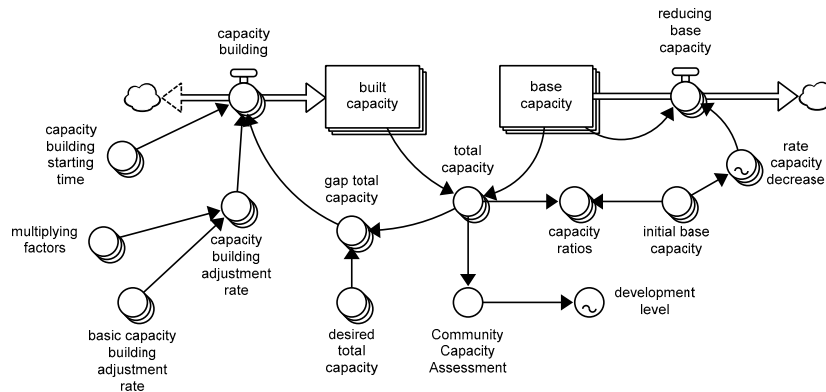 capacity
building
reducing
base
capacity
built
capacity
base
capacity
capacity
building
starting
time
total
capacity
rate
capacity
decrease
gap total
capacity
multiplying
factors
capacity
building
adjustment
rate
capacity
ratios
initial base
capacity
basic capacity
building
adjustment
rate
desired
total
capacity
Community
Capacity
Assessment
development
level